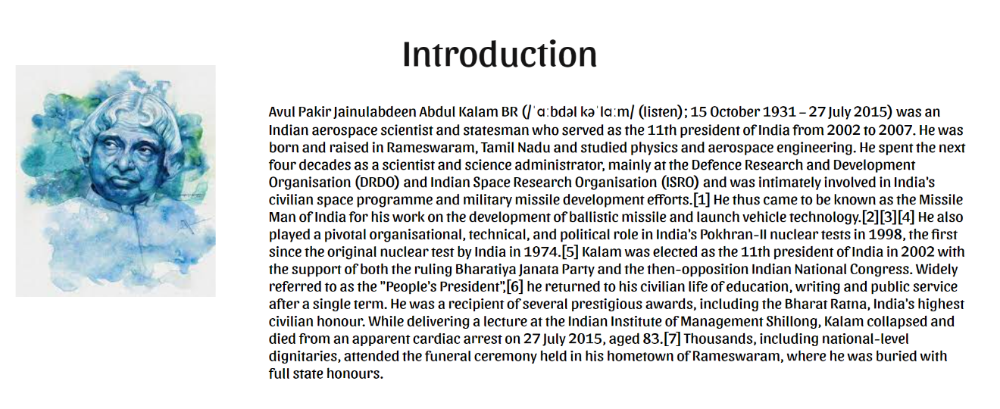 Introduction
Avul Pakir Jainulabdeen Abdul Kalam BR (/ˈɑːbdəl kəˈlɑːm/ (listen); 15 October 1931 – 27 July 2015) was an
Indian aerospace scientist and statesman who served as the 11th president of India from 2002 to 2007. He was
born and raised in Rameswaram, Tamil Nadu and studied physics and aerospace engineering. He spent the next
four decades as a scientist and science administrator, mainly at the Defence Research and Development
Organisation (DRDO) and Indian Space Research Organisation (ISRO) and was intimately involved in India's
civilian space programme and military missile development efforts.[1] He thus came to be known as the Missile
Man of India for his work on the development of ballistic missile and launch vehicle technology.[2][3][4] He also
played a pivotal organisational, technical, and political role in India's Pokhran-II nuclear tests in 1998, the first
since the original nuclear test by India in 1974.[5] Kalam was elected as the 11th president of India in 2002 with
the support of both the ruling Bharatiya Janata Party and the then-opposition Indian National Congress. Widely
referred to as the "People's President",[6] he returned to his civilian life of education, writing and public service
after a single term. He was a recipient of several prestigious awards, including the Bharat Ratna, India's highest
civilian honour. While delivering a lecture at the Indian Institute of Management Shillong, Kalam collapsed and
died from an apparent cardiac arrest on 27 July 2015, aged 83.[7] Thousands, including national-level
dignitaries, attended the funeral ceremony held in his hometown of Rameswaram, where he was buried with
full state honours.